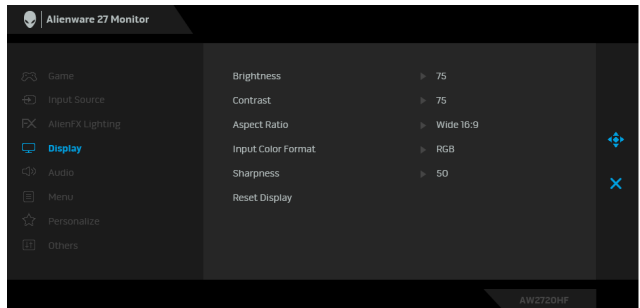 Alienware 27 Monitor
Game
Input Source
FX AlienFX Lighting
Display
Audio
Menu
Personalize
Others
Brightness 75
Contrast 75
Aspect Ratio Wide 16:9
Input Color Format RGB
Sharpness 50
Reset Display
AW2720HF